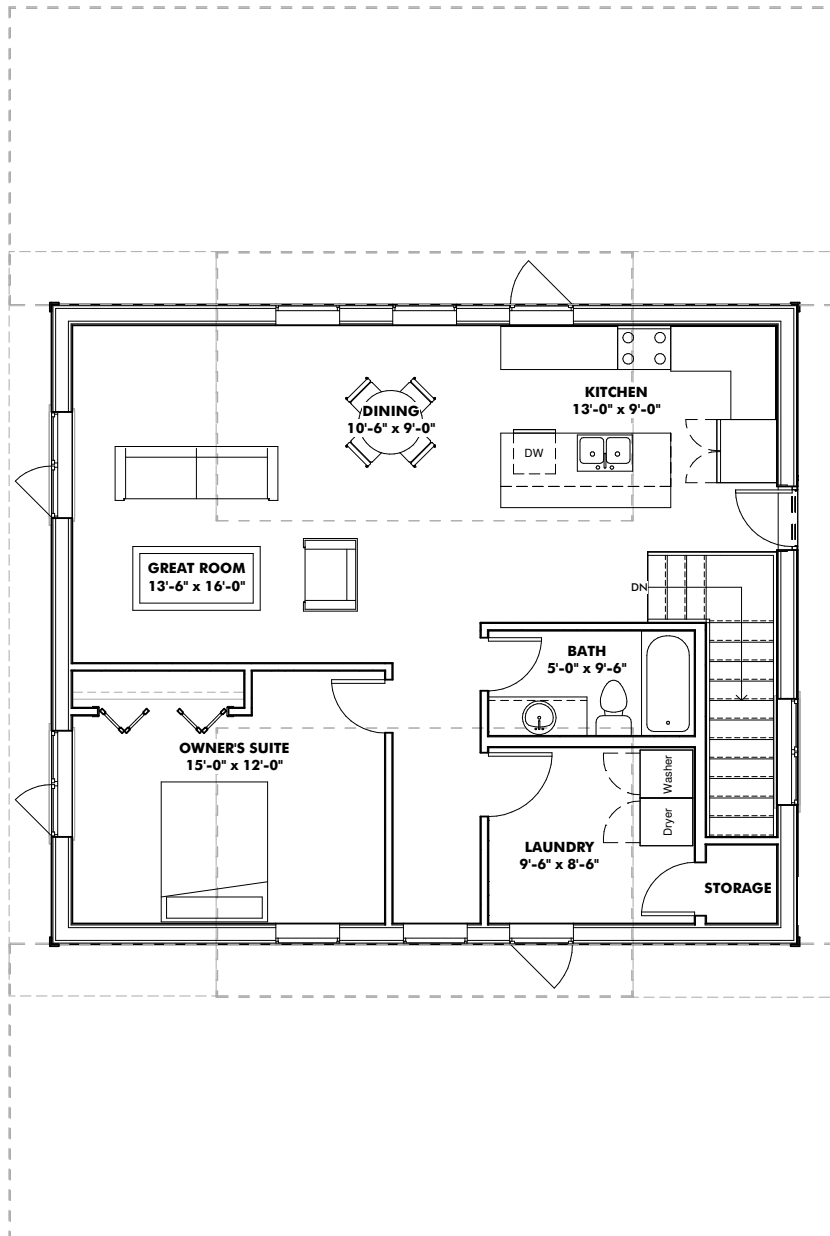 KITCHEN
13'-0" x 9'-0"
DINING
10'-6" x 9'-0"
DW
GREAT ROOM
13'-6" x 16'-0"
DN
BATH
5'-0" x 9'-6"
OWNER'S SUITE
15'-0" x 12'-0"
Washer
Dryer
LAUNDRY
9'-6" x 8'-6"
STORAGE